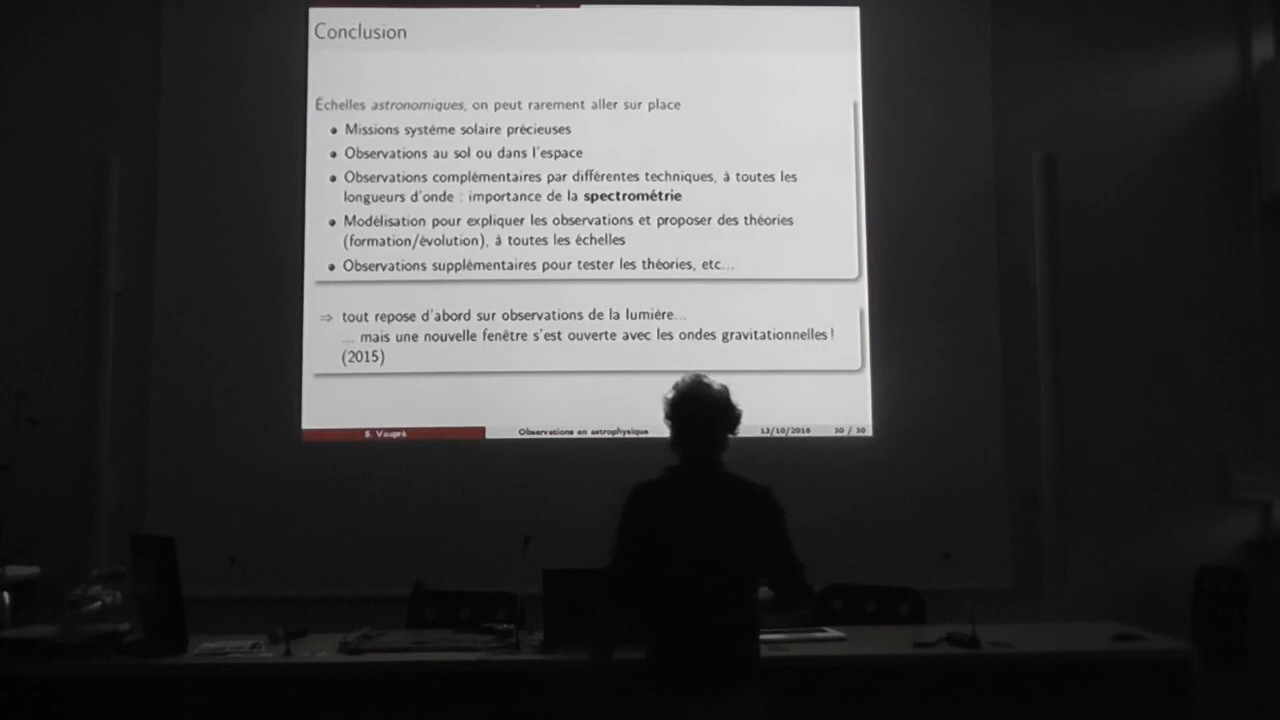 Conclusion
Échelles astronomiques, on peut rarement aller sur place
• Missions système solaire précieuses
• Observations au sol ou dans l'espace
• Observations complémentaires par différentes techniques, à toutes les
longueurs d'onde : importance de la spectrométrie
• Modélisation pour expliquer les observations et proposer des théories
(formation/évolution), à toutes les échelles
• Observations supplémentaires pour tester les théories, etc...
⇒ tout repose d'abord sur observations de la lumière...
... mais une nouvelle fenêtre s'est ouverte avec les ondes gravitationnelles !
(2015)
S. Vaupré
Observations en astrophysique
13/10/2016
30 / 30